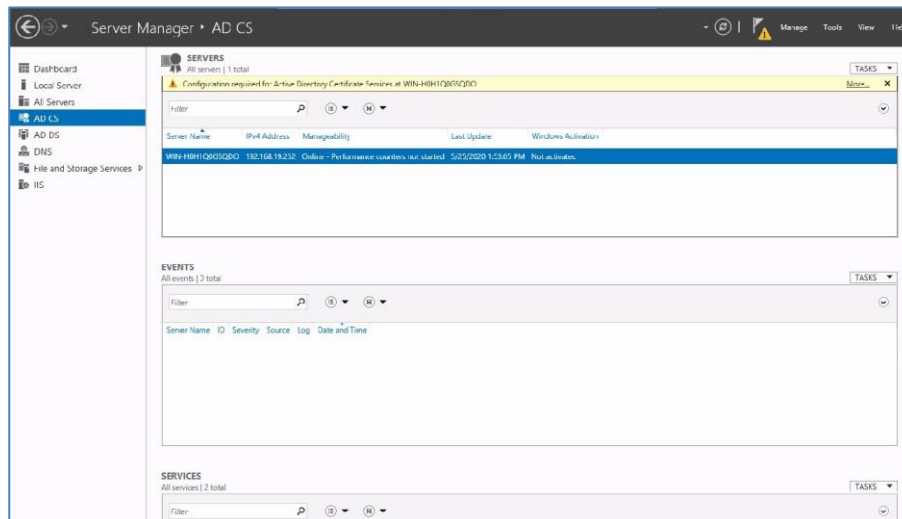 Server Manager • AD CS
Manage Tools View
Dashboard
Local Server
All Servers
AD CS
AD DS
DNS
File and Storage Services
IIS
SERVERS
All servers | 1 total
TASKS
Configuration required for Active Directory Certificate Services at WIN-H0H1Q0G5QDO
More...
Filter
Server Name IPv4 Address Manageability Last Update Windows Activation
WIN-H0H1Q0G5QDO 192.168.19.252 Online - Performance counters not started 5/25/2020 1:53:05 PM Not activated
EVENTS
All events | 0 total
TASKS
Filter
Server Name ID Severity Source Log Date and Time
SERVICES
All services | 2 total
TASKS
Filter